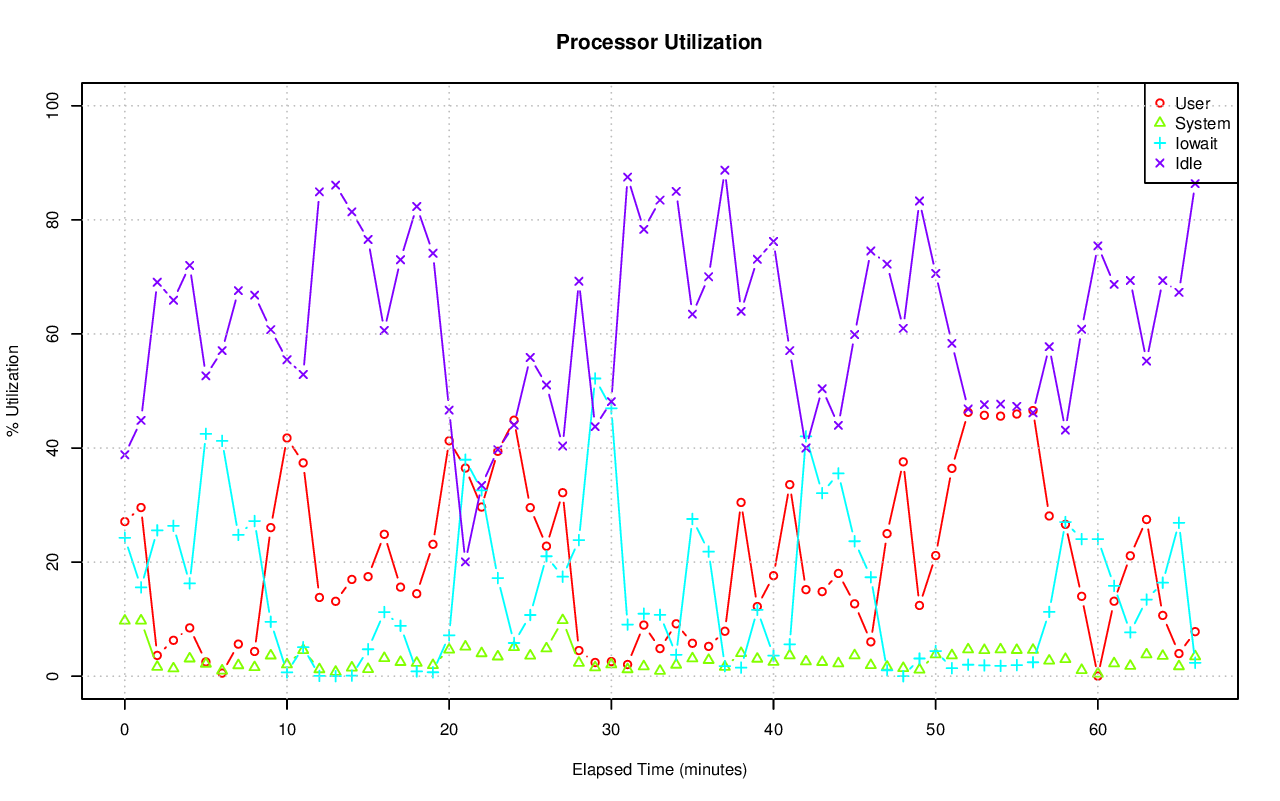 Processor Utilization
% Utilization
100
80
60
40
20
0
User
System
Iowait
Idle
0 10 20 30 40 50 60
Elapsed Time (minutes)